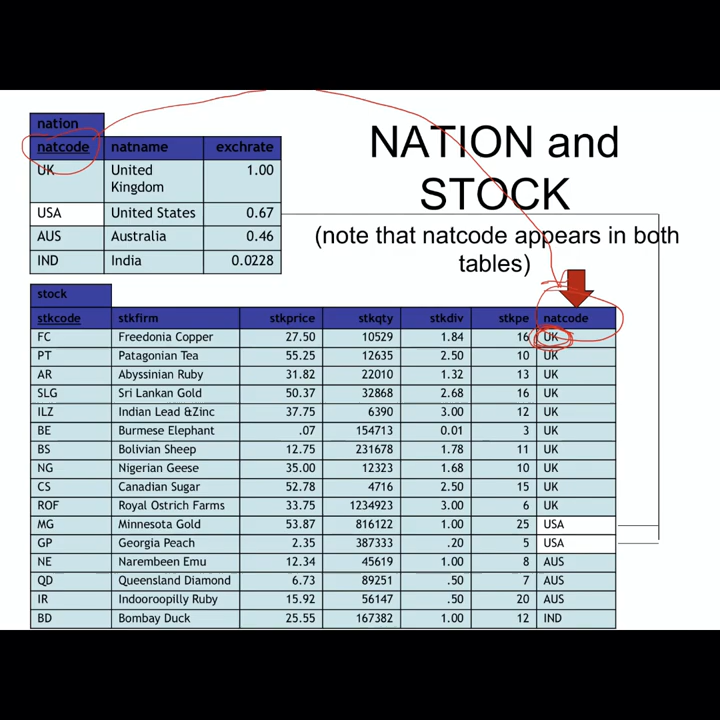 NATION and
STOCK
(note that natcode appears in both
tables)
nation
natcode natname exchrate
UK United Kingdom 1.00
USA United States 0.67
AUS Australia 0.46
IND India 0.0228
stock
stkcode stkfirm stkprice stkqty stkdiv stkpe natcode
FC Freedonia Copper 27.50 10529 1.84 16 UK
PT Patagonian Tea 55.25 12635 2.50 10 UK
AR Abyssinian Ruby 31.82 22010 1.32 13 UK
SLG Sri Lankan Gold 50.37 32868 2.68 16 UK
ILZ Indian Lead &Zinc 37.75 6390 3.00 12 UK
BE Burmese Elephant .07 154713 0.01 3 UK
BS Bolivian Sheep 12.75 231678 1.78 11 UK
NG Nigerian Geese 35.00 12323 1.68 10 UK
CS Canadian Sugar 52.78 4716 2.50 15 UK
ROF Royal Ostrich Farms 33.75 1234923 3.00 6 UK
MG Minnesota Gold 53.87 816122 1.00 25 USA
GP Georgia Peach 2.35 387333 .20 5 USA
NE Narembeen Emu 12.34 45619 1.00 8 AUS
QD Queensland Diamond 6.73 89251 .50 7 AUS
IR Indooroopilly Ruby 15.92 56147 .50 20 AUS
BD Bombay Duck 25.55 167382 1.00 12 IND